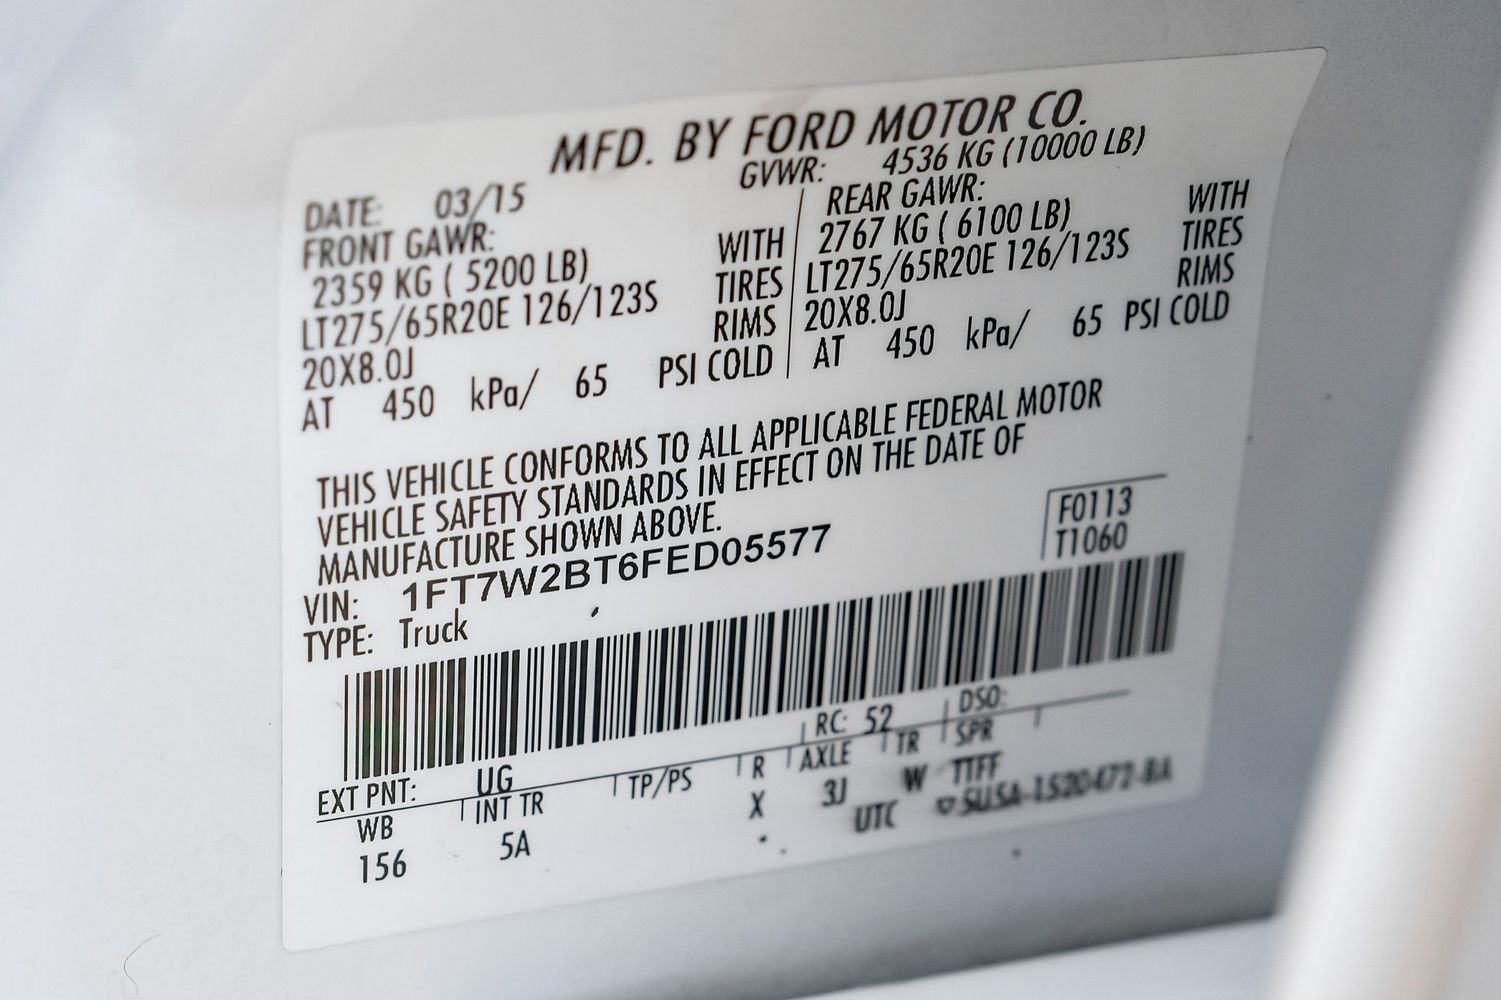 MFD. BY FORD MOTOR CO.
DATE: 03/15 GVWR: 4536 KG (10000 LB)
FRONT GAWR:
2359 KG ( 5200 LB) WITH
LT275/65R20E 126/123S TIRES
20X8.0J RIMS
AT 450 kPa/ 65 PSI COLD
REAR GAWR:
2767 KG ( 6100 LB) WITH
LT275/65R20E 126/123S TIRES
20X8.0J RIMS
AT 450 kPa/ 65 PSI COLD
THIS VEHICLE CONFORMS TO ALL APPLICABLE FEDERAL MOTOR
VEHICLE SAFETY STANDARDS IN EFFECT ON THE DATE OF
MANUFACTURE SHOWN ABOVE.
F0113
T1060
VIN: 1FT7W2BT6FED05577
TYPE: Truck
EXT PNT: UG RC: 52 DSO:
WB INT TR TP/PS R AXLE TR SPR
156 5A X 3J W TTFF
UTC ▽5U5A-1520472-BA